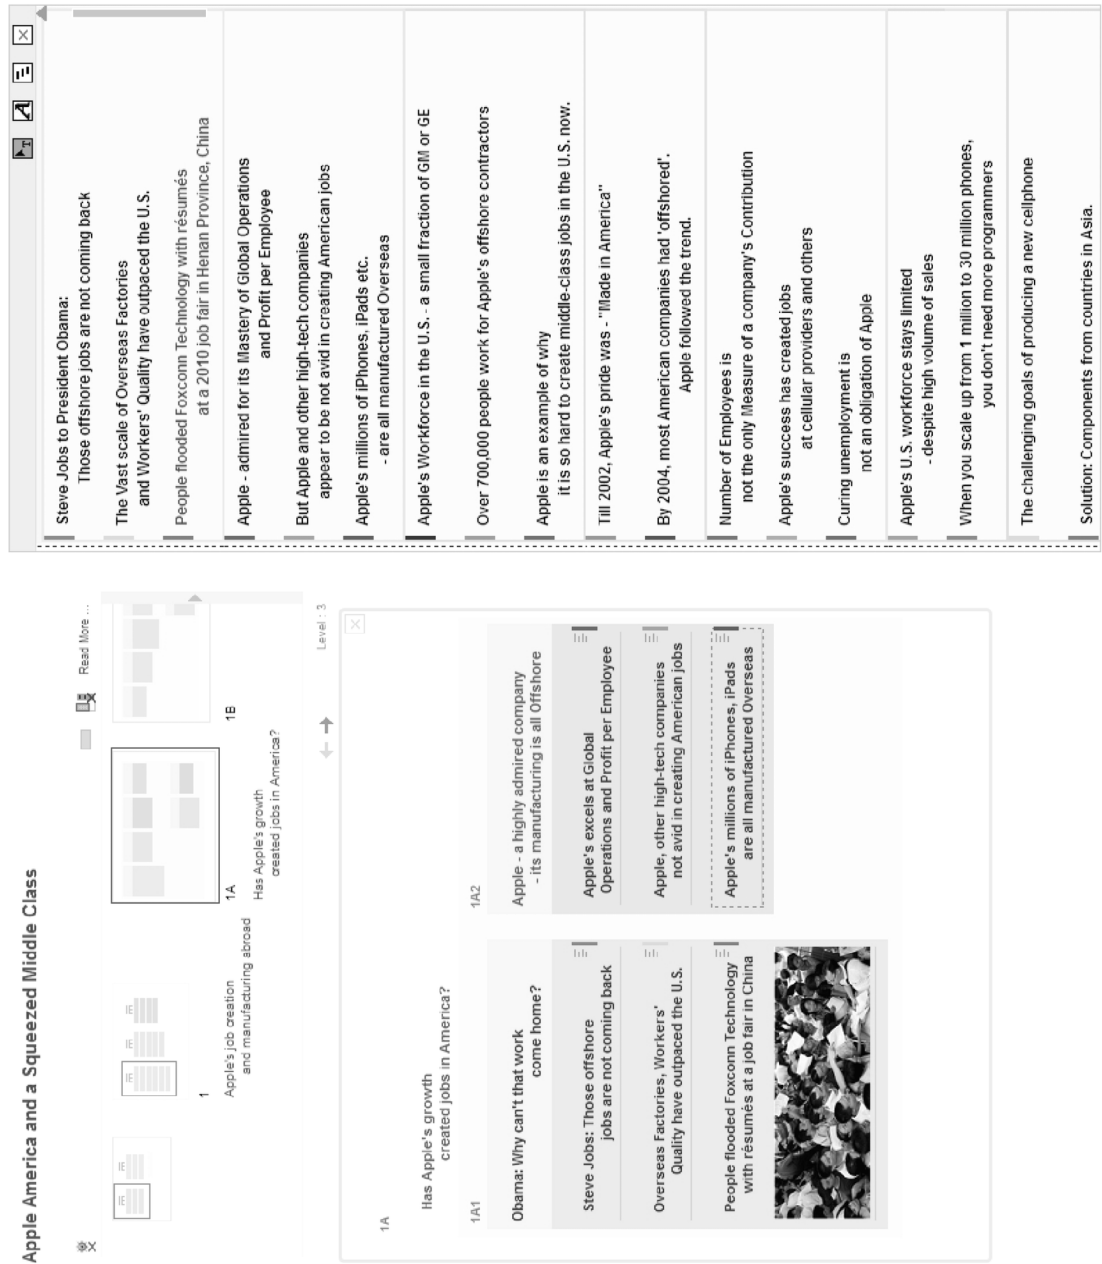 Apple America and a Squeezed Middle Class
Read More ...
IE
IE
IE
IE
IE
1
Apple's job creation
and manufacturing abroad
1A
Has Apple's growth
created jobs in America?
1B
Level : 3
1A
Has Apple's growth
created jobs in America?
1A1
Obama: Why can't that work
come home?
Steve Jobs: Those offshore
jobs are not coming back
Overseas Factories, Workers'
Quality have outpaced the U.S.
People flooded Foxconn Technology
with résumés at a job fair in China
1A2
Apple - a highly admired company
- its manufacturing is all Offshore
Apple's excels at Global
Operations and Profit per Employee
Apple, other high-tech companies
not avid in creating American jobs
Apple's millions of iPhones, iPads
are all manufactured Overseas
T
A
Steve Jobs to President Obama:
Those offshore jobs are not coming back
The Vast scale of Overseas Factories
and Workers' Quality have outpaced the U.S.
People flooded Foxconn Technology with résumés
at a 2010 job fair in Henan Province, China
Apple - admired for its Mastery of Global Operations
and Profit per Employee
But Apple and other high-tech companies
appear to be not avid in creating American jobs
Apple's millions of iPhones, iPads etc.
- are all manufactured Overseas
Apple's Workforce in the U.S. - a small fraction of GM or GE
Over 700,000 people work for Apple's offshore contractors
Apple is an example of why
it is so hard to create middle-class jobs in the U.S. now.
Till 2002, Apple's pride was - "Made in America"
By 2004, most American companies had 'offshored'.
Apple followed the trend.
Number of Employees is
not the only Measure of a company's Contribution
Apple's success has created jobs
at cellular providers and others
Curing unemployment is
not an obligation of Apple
Apple's U.S. workforce stays limited
- despite high volume of sales
When you scale up from 1 million to 30 million phones,
you don't need more programmers
The challenging goals of producing a new cellphone
Solution: Components from countries in Asia.